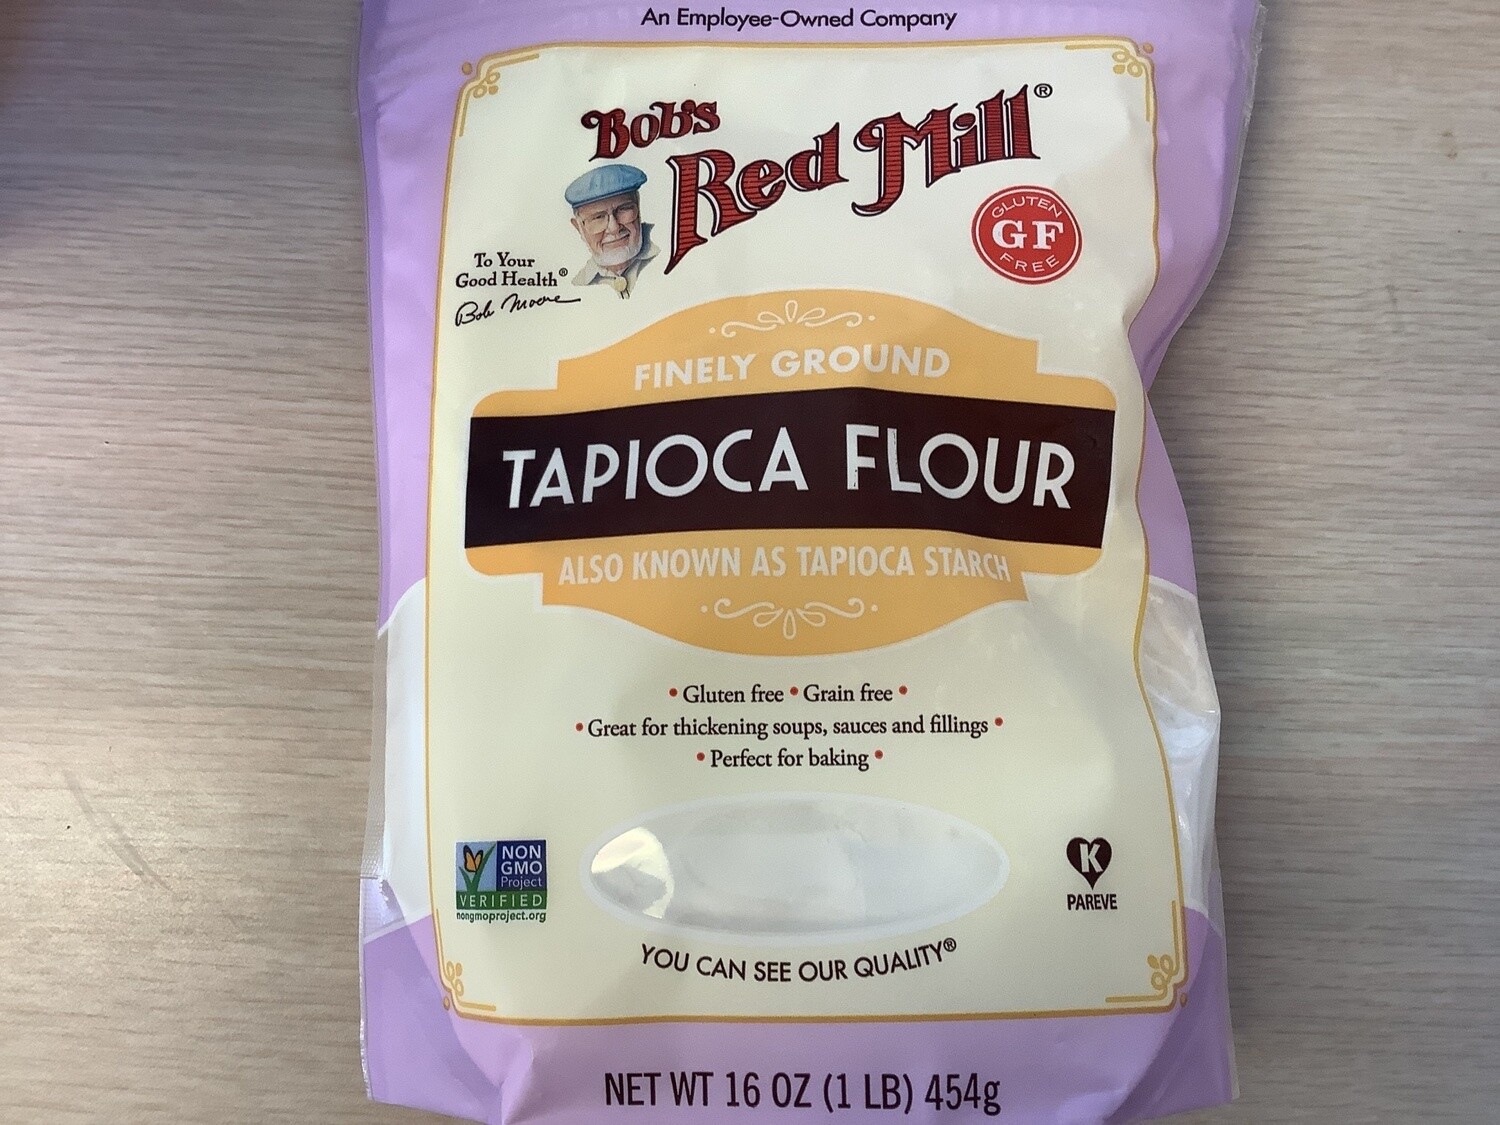 An Employee-Owned Company
Bob's
Red Mill®
GLUTEN
GF
FREE
To Your
Good Health®
Bob Moore
FINELY GROUND
TAPIOCA FLOUR
ALSO KNOWN AS TAPIOCA STARCH
• Gluten free • Grain free •
• Great for thickening soups, sauces and fillings •
• Perfect for baking •
NON
GMO
Project
VERIFIED
nongmoproject.org
K
PAREVE
YOU CAN SEE OUR QUALITY®
NET WT 16 OZ (1 LB) 454g